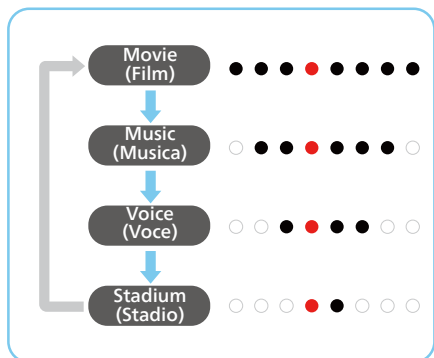 Movie
(Film)
Music
(Musica)
Voice
(Voce)
Stadium
(Stadio)